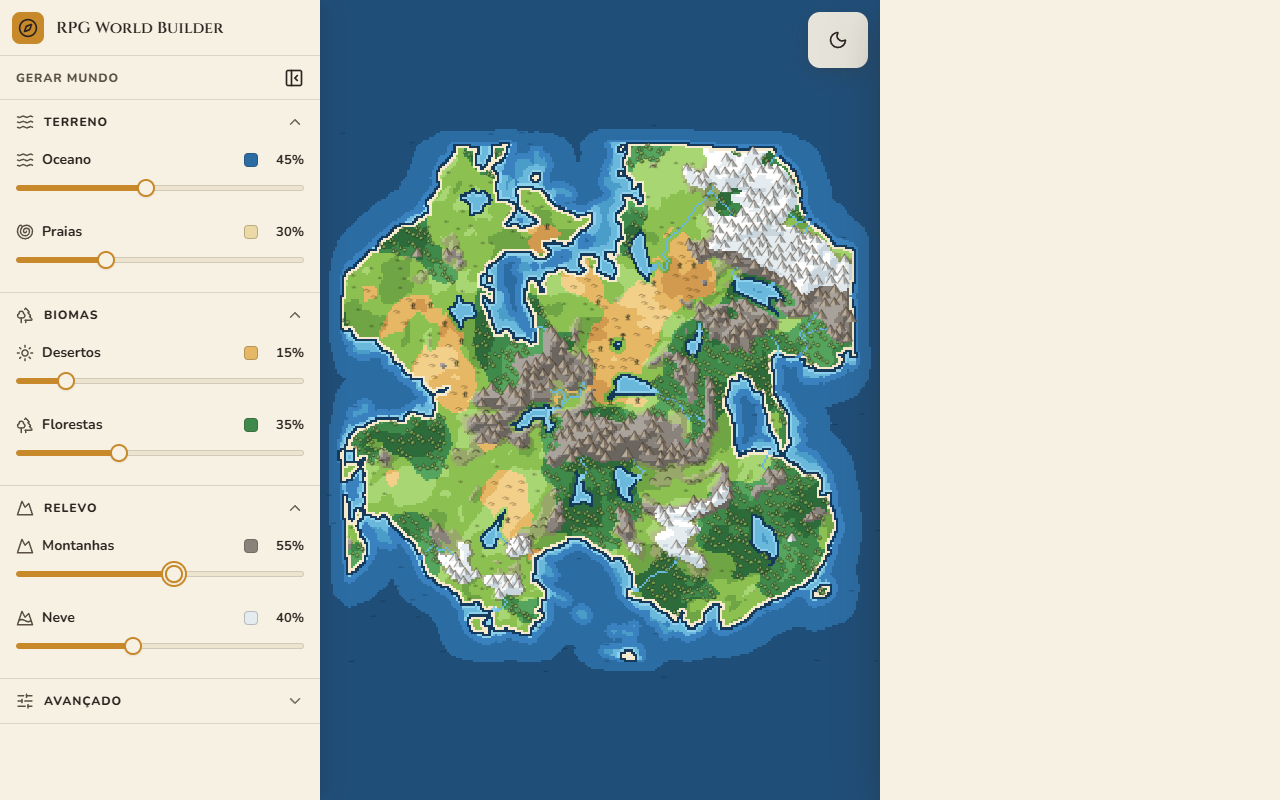 RPG World Builder
GERAR MUNDO
TERRENO
Oceano 45%
Praias 30%
BIOMAS
Desertos 15%
Florestas 35%
RELEVO
Montanhas 55%
Neve 40%
AVANÇADO